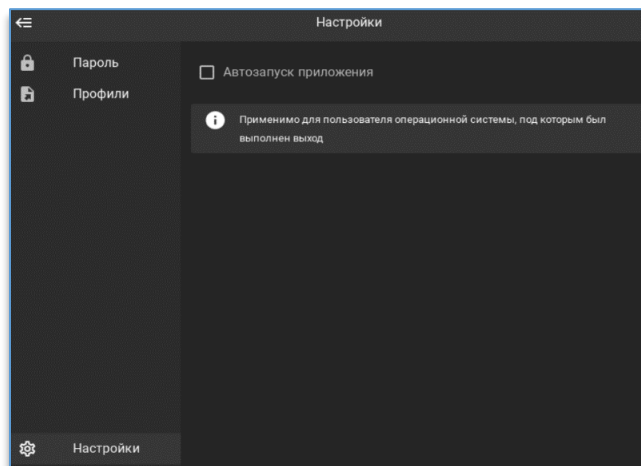 Настройки
Пароль
Профили
Автозапуск приложения
Применимо для пользователя операционной системы, под которым был
выполнен выход
Настройки